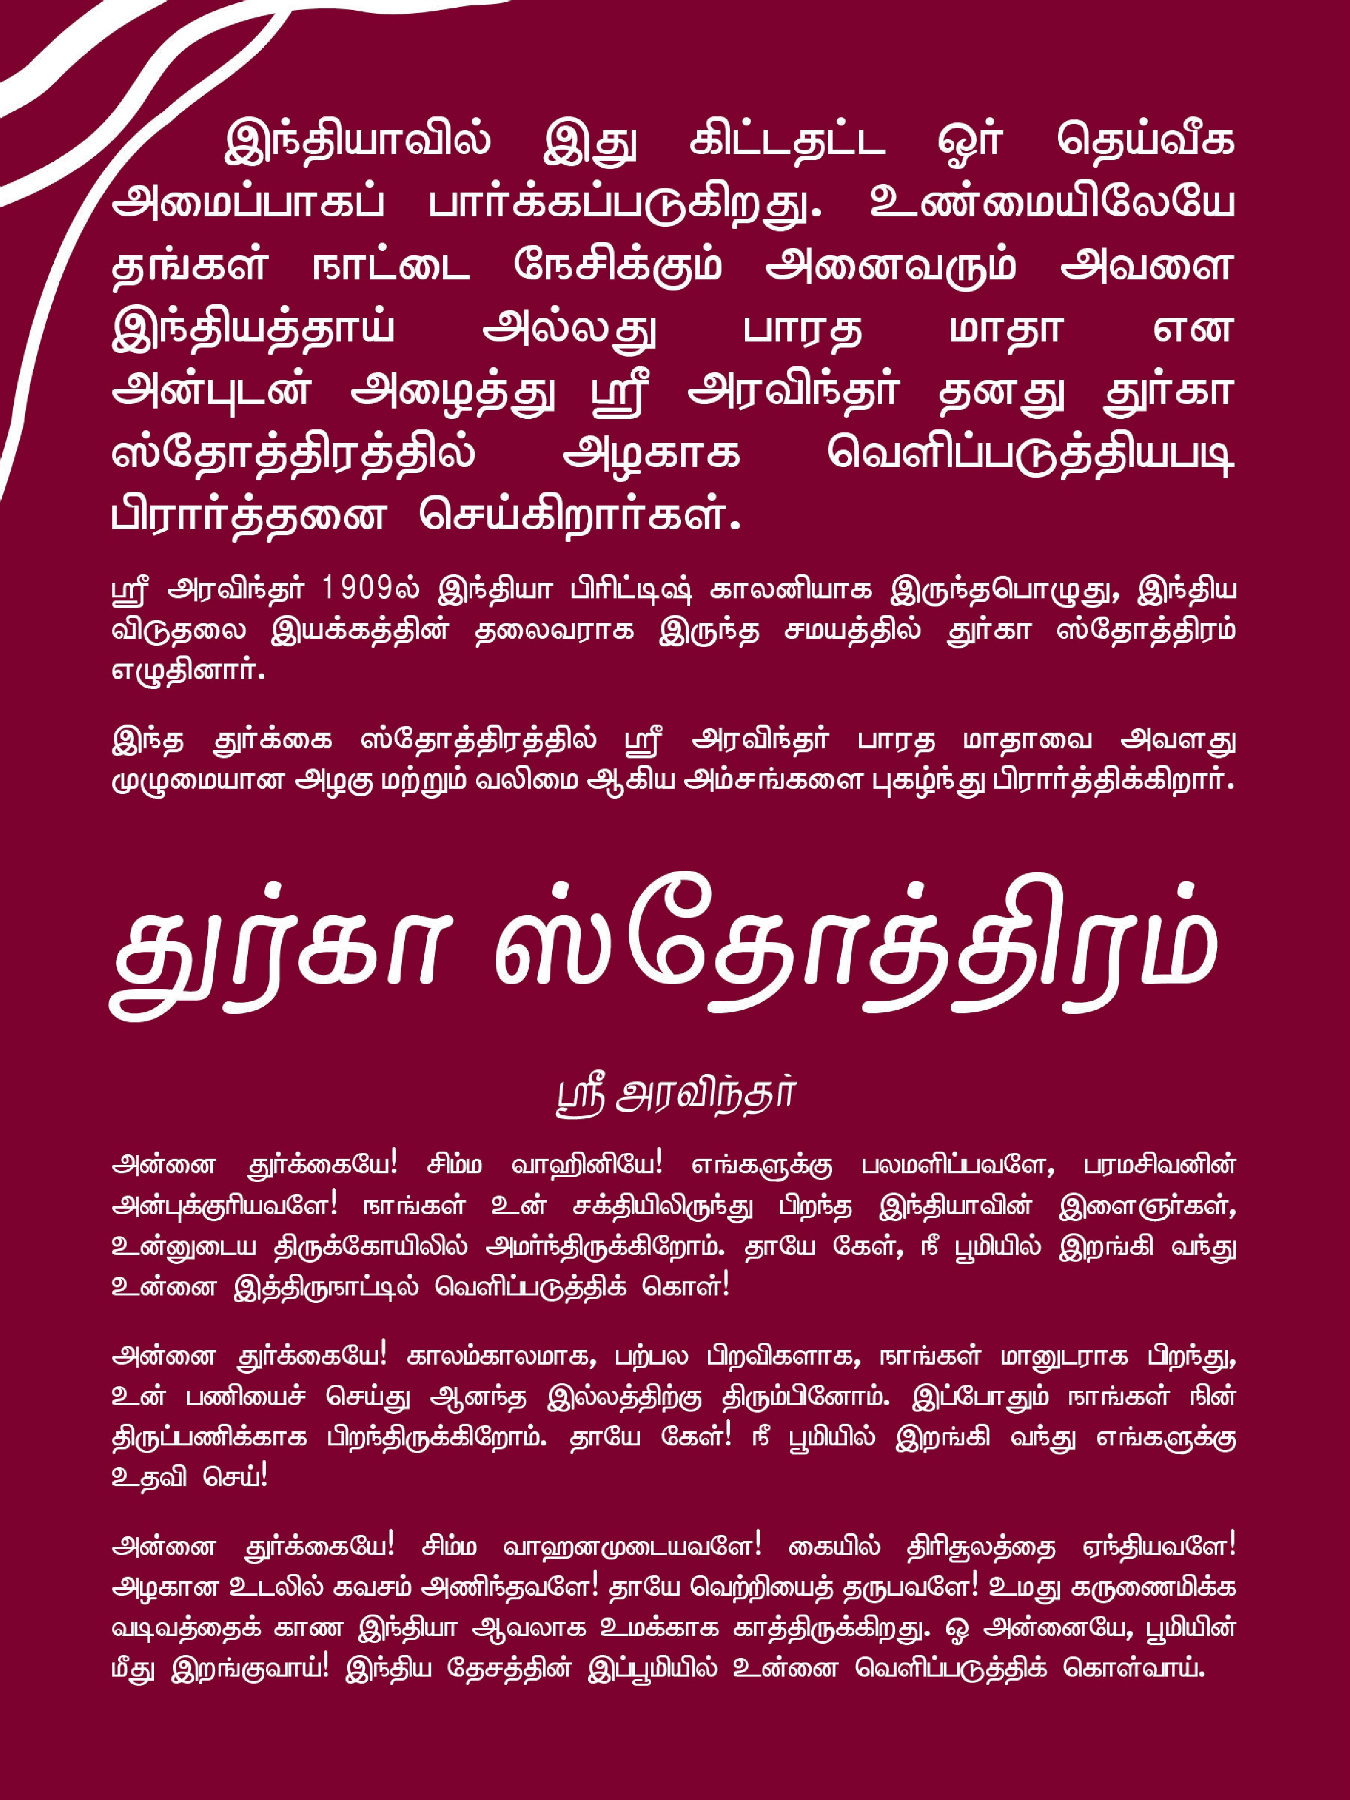 இந்தியாவில் இது கிட்டதட்ட ஓர் தெய்வீக
அமைப்பாகப் பார்க்கப்படுகிறது. உண்மையிலேயே
தங்கள் நாட்டை நேசிக்கும் அனைவரும் அவளை
இந்தியத்தாய் அல்லது பாரத மாதா என
அன்புடன் அழைத்து ஸ்ரீ அரவிந்தர் தனது துர்கா
ஸ்தோத்திரத்தில் அழகாக வெளிப்படுத்தியபடி
பிரார்த்தனை செய்கிறார்கள்.
ஸ்ரீ அரவிந்தர் 1909ல் இந்தியா பிரிட்டிஷ் காலனியாக இருந்தபொழுது, இந்திய
விடுதலை இயக்கத்தின் தலைவராக இருந்த சமயத்தில் துர்கா ஸ்தோத்திரம்
எழுதினார்.
இந்த துர்க்கை ஸ்தோத்திரத்தில் ஸ்ரீ அரவிந்தர் பாரத மாதாவை அவளது
முழுமையான அழகு மற்றும் வலிமை ஆகிய அம்சங்களை புகழ்ந்து பிரார்த்திக்கிறார்.
துர்கா ஸ்தோத்திரம்
ஸ்ரீ அரவிந்தர்
அன்னை துர்க்கையே! சிம்ம வாஹினியே! எங்களுக்கு பலமளிப்பவளே, பரமசிவனின்
அன்புக்குரியவளே! நாங்கள் உன் சக்தியிலிருந்து பிறந்த இந்தியாவின் இளைஞர்கள்,
உன்னுடைய திருக்கோயிலில் அமர்ந்திருக்கிறோம். தாயே கேள், நீ பூமியில் இறங்கி வந்து
உன்னை இத்திருநாட்டில் வெளிப்படுத்திக் கொள்!
அன்னை துர்க்கையே! காலம்காலமாக, பற்பல பிறவிகளாக, நாங்கள் மானுடராக பிறந்து,
உன் பணியைச் செய்து ஆனந்த இல்லத்திற்கு திரும்பினோம். இப்போதும் நாங்கள் நின்
திருப்பணிக்காக பிறந்திருக்கிறோம். தாயே கேள்! நீ பூமியில் இறங்கி வந்து எங்களுக்கு
உதவி செய்!
அன்னை துர்க்கையே! சிம்ம வாஹனமுடையவளே! கையில் திரிசூலத்தை ஏந்தியவளே!
அழகான உடலில் கவசம் அணிந்தவளே! தாயே வெற்றியைத் தருபவளே! உமது கருணைமிக்க
வடிவத்தைக் காண இந்தியா ஆவலாக உமக்காக காத்திருக்கிறது. ஓ அன்னையே, பூமியின்
மீது இறங்குவாய்! இந்திய தேசத்தின் இப்பூமியில் உன்னை வெளிப்படுத்திக் கொள்வாய்.